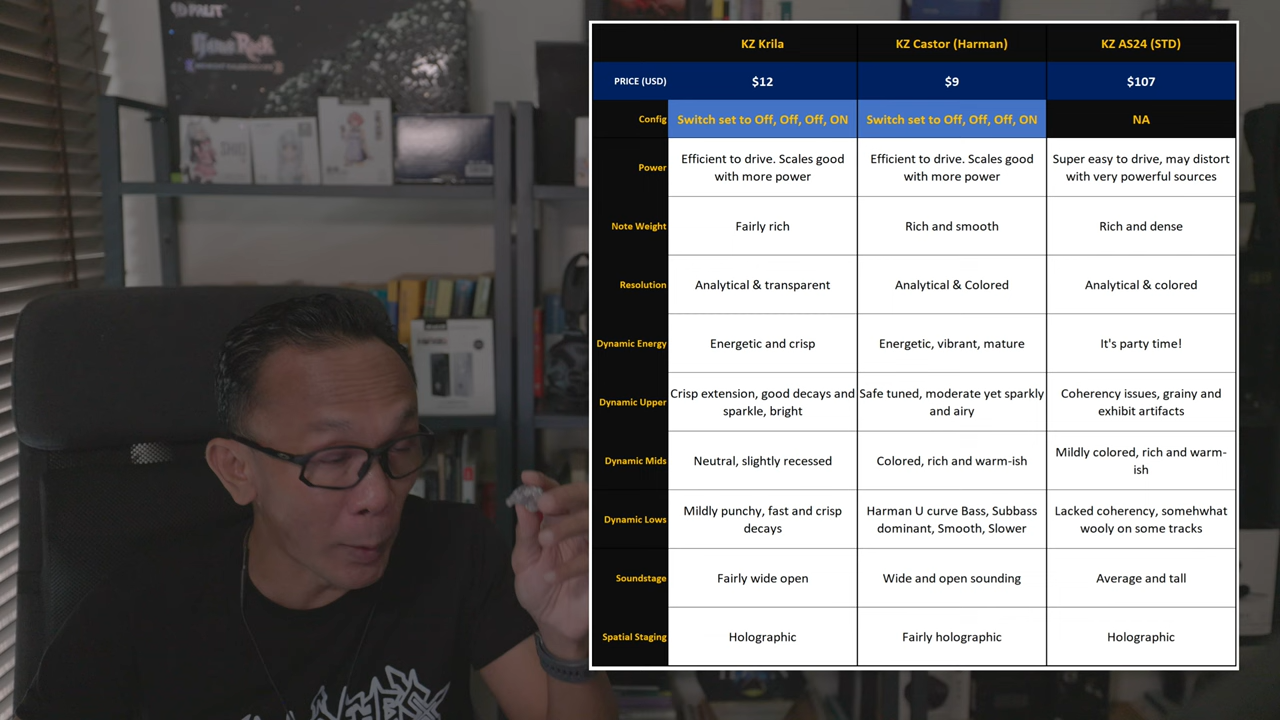 PALIT
KZ Krila
KZ Castor (Harman)
KZ AS24 (STD)
PRICE (USD)
$12
$9
$107
Config
Switch set to Off, Off, Off, ON
Switch set to Off, Off, Off, ON
NA
Power
Efficient to drive. Scales good
with more power
Efficient to drive. Scales good
with more power
Super easy to drive, may distort
with very powerful sources
Note Weight
Fairly rich
Rich and smooth
Rich and dense
Resolution
Analytical & transparent
Analytical & Colored
Analytical & colored
Dynamic Energy
Energetic and crisp
Energetic, vibrant, mature
It's party time!
Dynamic Upper
Crisp extension, good decays and
sparkle, bright
Safe tuned, moderate yet sparkly
and airy
Coherency issues, grainy and
exhibit artifacts
Dynamic Mids
Neutral, slightly recessed
Colored, rich and warm-ish
Mildly colored, rich and warm-
ish
Dynamic Lows
Mildly punchy, fast and crisp
decays
Harman U curve Bass, Subbass
dominant, Smooth, Slower
Lacked coherency, somehwhat
wooly on some tracks
Soundstage
Fairly wide open
Wide and open sounding
Average and tall
Spatial Staging
Holographic
Fairly holographic
Holographic